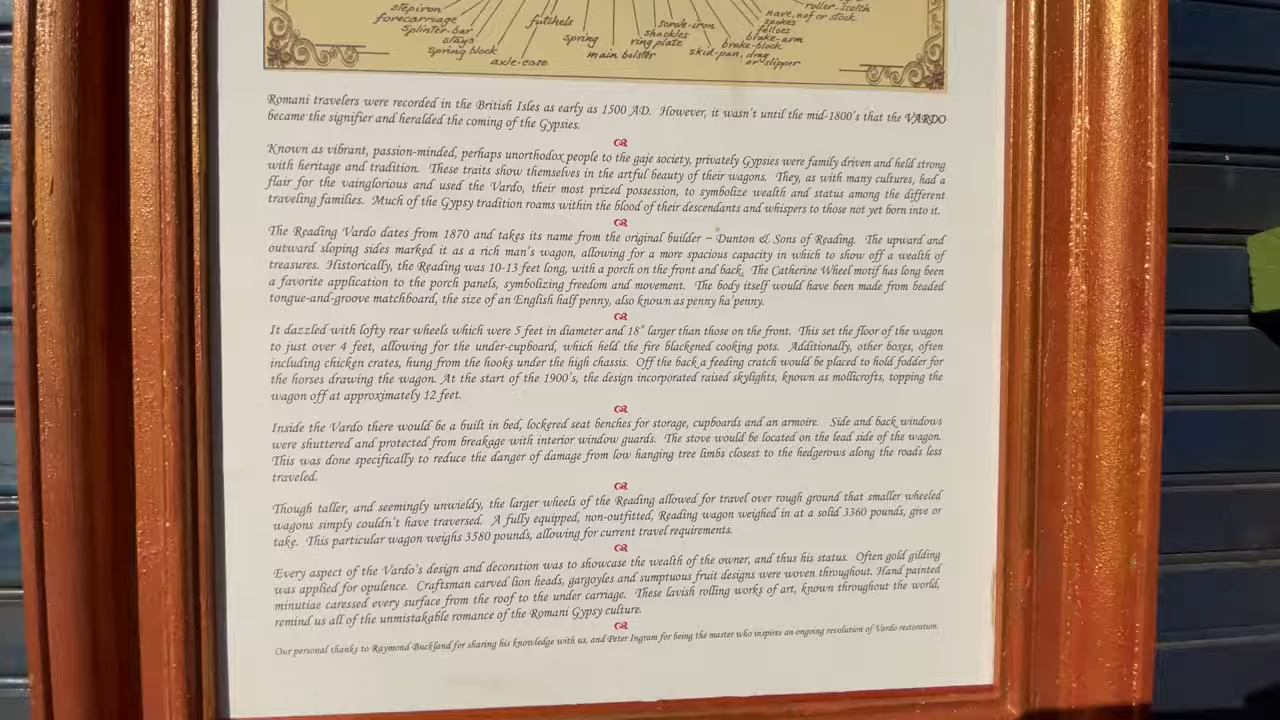 roller-stotch
stepiron
nave, nof or stock
forecarriage
futchels
scrole-iron
spokes
splinter-bar
shackles
felloes
stays
spring
ring plate
brake-arm
spring block
main bolster
brake-block
axle-case
skid-pan, drag
or slipper
Romani travelers were recorded in the British Isles as early as 1500 AD. However, it wasn't until the mid-1800's that the VARDO
became the signifier and heralded the coming of the Gypsies.
Known as vibrant, passion-minded, perhaps unorthodox people to the gaje society, privately Gypsies were family driven and held strong
with heritage and tradition. These traits show themselves in the artful beauty of their wagons. They, as with many cultures, had a
flair for the vainglorious and used the Vardo, their most prized possession, to symbolize wealth and status among the different
traveling families. Much of the Gypsy tradition roams within the blood of their descendants and whispers to those not yet born into it.
The Reading Vardo dates from 1870 and takes its name from the original builder ~ Dunton & Sons of Reading. The upward and
outward sloping sides marked it as a rich man's wagon, allowing for a more spacious capacity in which to show off a wealth of
treasures. Historically, the Reading was 10-13 feet long, with a porch on the front and back. The Catherine Wheel motif has long been
a favorite application to the porch panels, symbolizing freedom and movement. The body itself would have been made from beaded
tongue-and-groove matchboard, the size of an English half penny, also known as penny ha'penny.
It dazzled with lofty rear wheels which were 5 feet in diameter and 18" larger than those on the front. This set the floor of the wagon
to just over 4 feet, allowing for the under-cupboard, which held the fire blackened cooking pots. Additionally, other boxes, often
including chicken crates, hung from the hooks under the high chassis. Off the back a feeding cratch would be placed to hold fodder for
the horses drawing the wagon. At the start of the 1900's, the design incorporated raised skylights, known as mollicrofts, topping the
wagon off at approximately 12 feet.
Inside the Vardo there would be a built in bed, lockered seat benches for storage, cupboards and an armoire. Side and back windows
were shuttered and protected from breakage with interior window guards. The stove would be located on the lead side of the wagon.
This was done specifically to reduce the danger of damage from low hanging tree limbs closest to the hedgerows along the roads less
traveled.
Though taller, and seemingly unwieldy, the larger wheels of the Reading allowed for travel over rough ground that smaller wheeled
wagons simply couldn't have traversed. A fully equipped, non-outfitted, Reading wagon weighed in at a solid 3360 pounds, give or
take. This particular wagon weighs 3580 pounds, allowing for current travel requirements.
Every aspect of the Vardo's design and decoration was to showcase the wealth of the owner, and thus his status. Often gold gilding
was applied for opulence. Craftsman carved lion heads, gargoyles and sumptuous fruit designs were woven throughout. Hand painted
minutiae caressed every surface from the roof to the under carriage. These lavish rolling works of art, known throughout the world,
remind us all of the unmistakable romance of the Romani Gypsy culture.
Our personal thanks to Raymond Buckland for sharing his knowledge with us, and Peter Ingram for being the master who inspires an ongoing revolution of Vardo restoration.